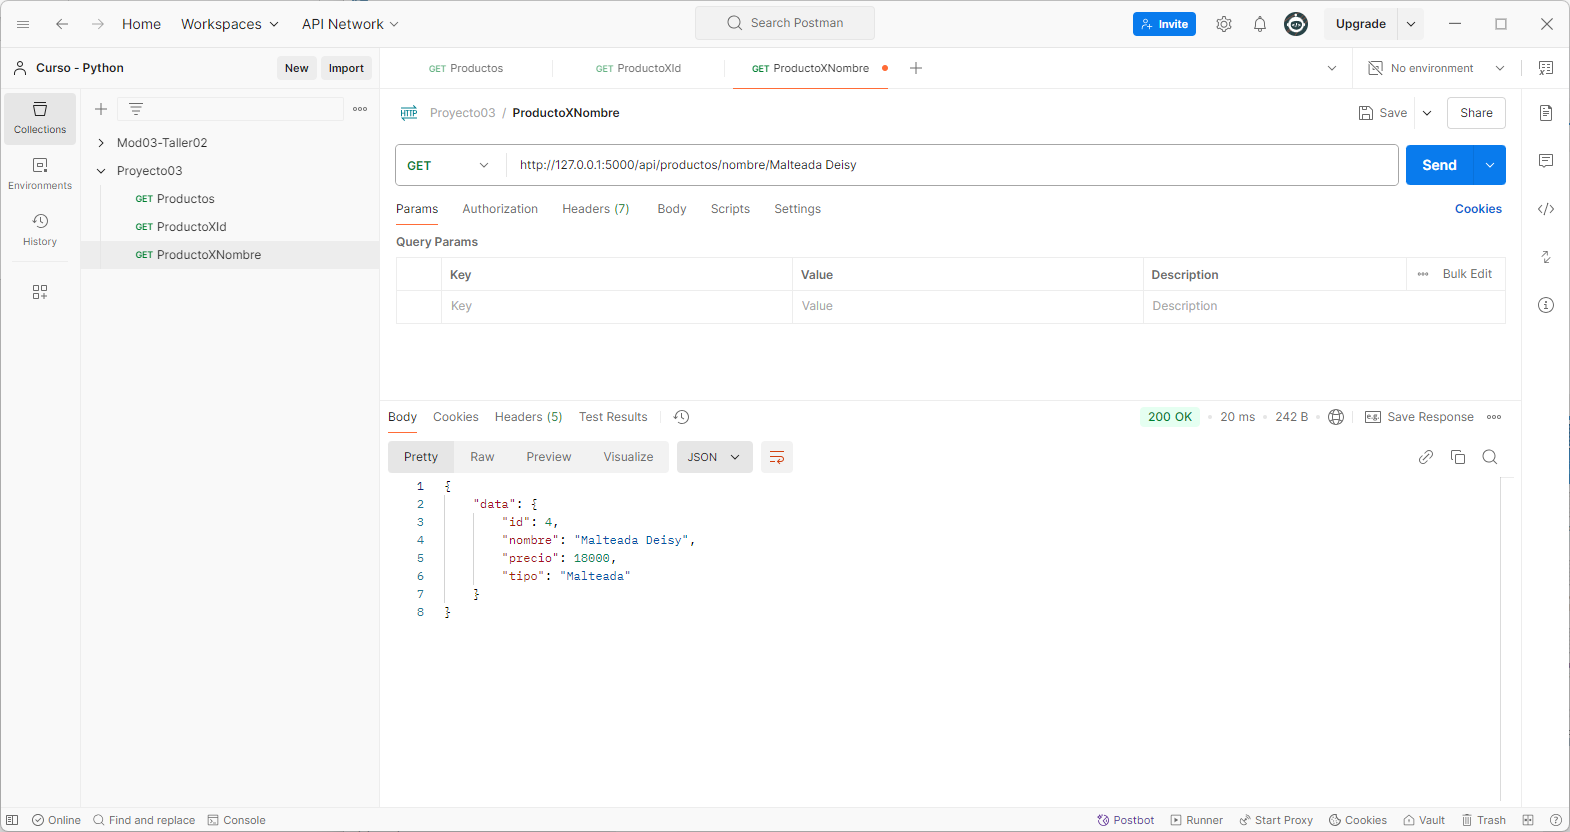 Home Workspaces API Network Search Postman Invite Upgrade
Curso - Python New Import
GET Productos GET ProductoXId GET ProductoXNombre No environment
Collections
Environments
History
Mod03-Taller02
Proyecto03
GET Productos
GET ProductoXId
GET ProductoXNombre
HTTP Proyecto03 / ProductoXNombre Save Share
GET http://127.0.0.1:5000/api/productos/nombre/Malteada Deisy Send
Params Authorization Headers (7) Body Scripts Settings Cookies
Query Params
Key Value Description Bulk Edit
Key Value Description
Body Cookies Headers (5) Test Results 200 OK 20 ms 242 B e.g. Save Response
Pretty Raw Preview Visualize JSON
1 {
2 "data": {
3 "id": 4,
4 "nombre": "Malteada Deisy",
5 "precio": 18000,
6 "tipo": "Malteada"
7 }
8 }
Online Find and replace Console Postbot Runner Start Proxy Cookies Vault Trash